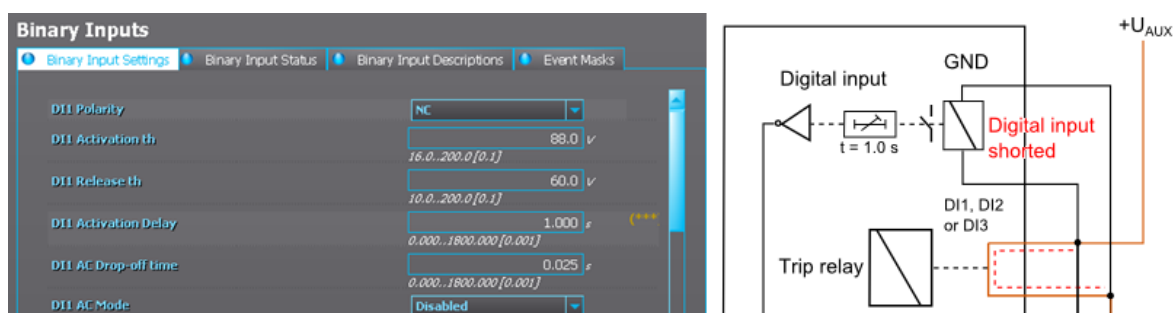 Binary Inputs
Binary Input Settings Binary Input Status Binary Input Descriptions Event Masks
DI1 Polarity NC
DI1 Activation th 88.0 V
16.0..200.0 [0.1]
DI1 Release th 60.0 V
10.0..200.0 [0.1]
DI1 Activation Delay 1.000 s (***
0.000..1800.000 [0.001]
DI1 AC Drop-off time 0.025 s
0.000..1800.000 [0.001]
DI1 AC Mode Disabled
+UAUX
GND
Digital input
t = 1.0 s
Digital input
shorted
DI1, DI2
or DI3
Trip relay